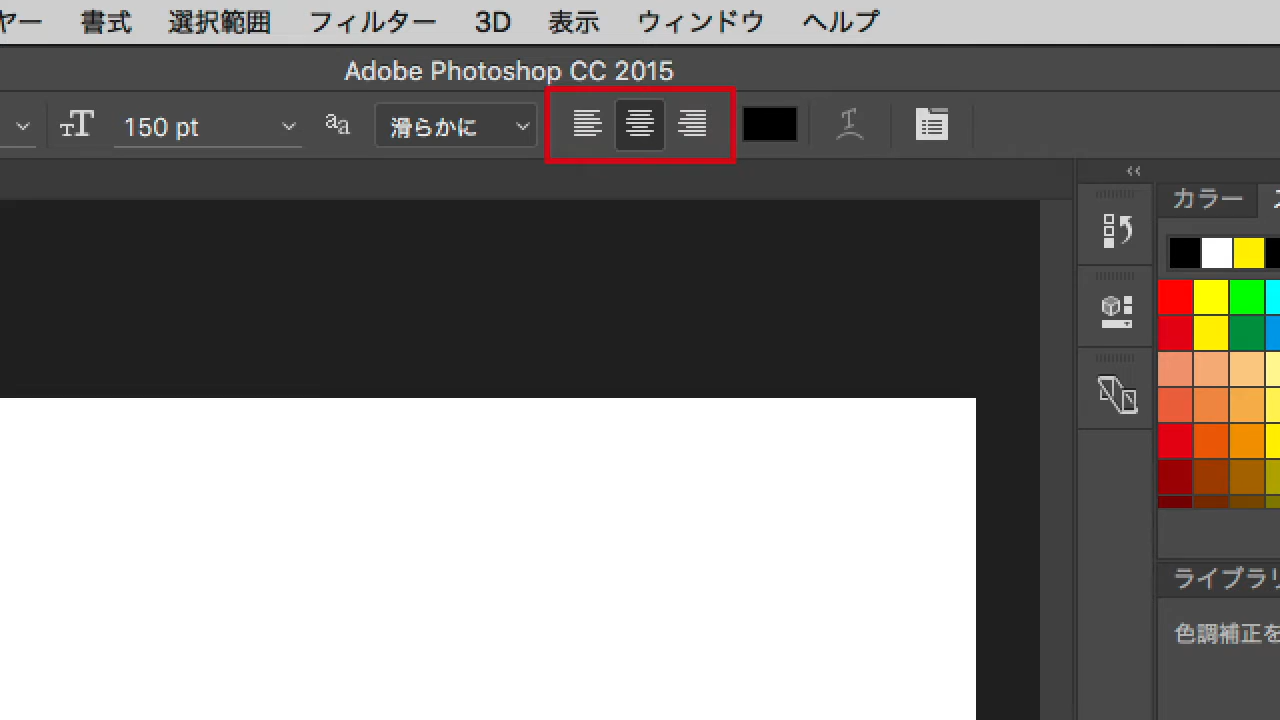 ヤー 書式 選択範囲 フィルター 3D 表示 ウィンドウ ヘルプ
Adobe Photoshop CC 2015
TT 150 pt aa 滑らかに
カラー
ライブラリ
色調補正を